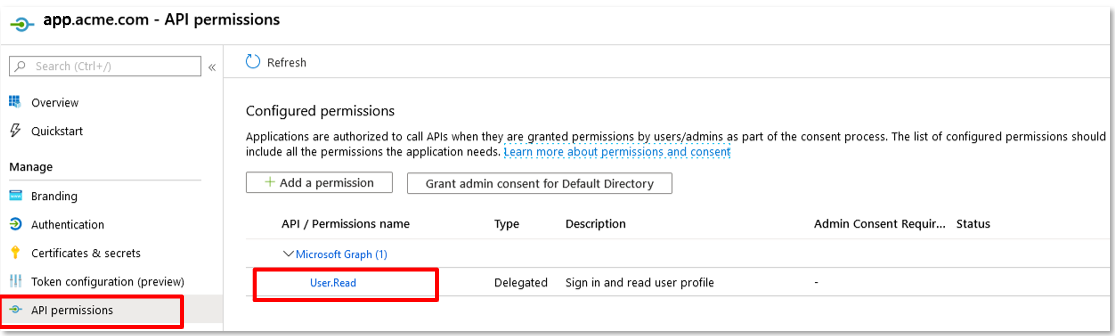 app.acme.com - API permissions
Search (Ctrl+/)
«
Refresh
Overview
Quickstart
Manage
Branding
Authentication
Certificates & secrets
Token configuration (preview)
API permissions
Configured permissions
Applications are authorized to call APIs when they are granted permissions by users/admins as part of the consent process. The list of configured permissions should
include all the permissions the application needs. Learn more about permissions and consent
+ Add a permission
Grant admin consent for Default Directory
API / Permissions name Type Description Admin Consent Requir... Status
Microsoft Graph (1)
User.Read Delegated Sign in and read user profile -